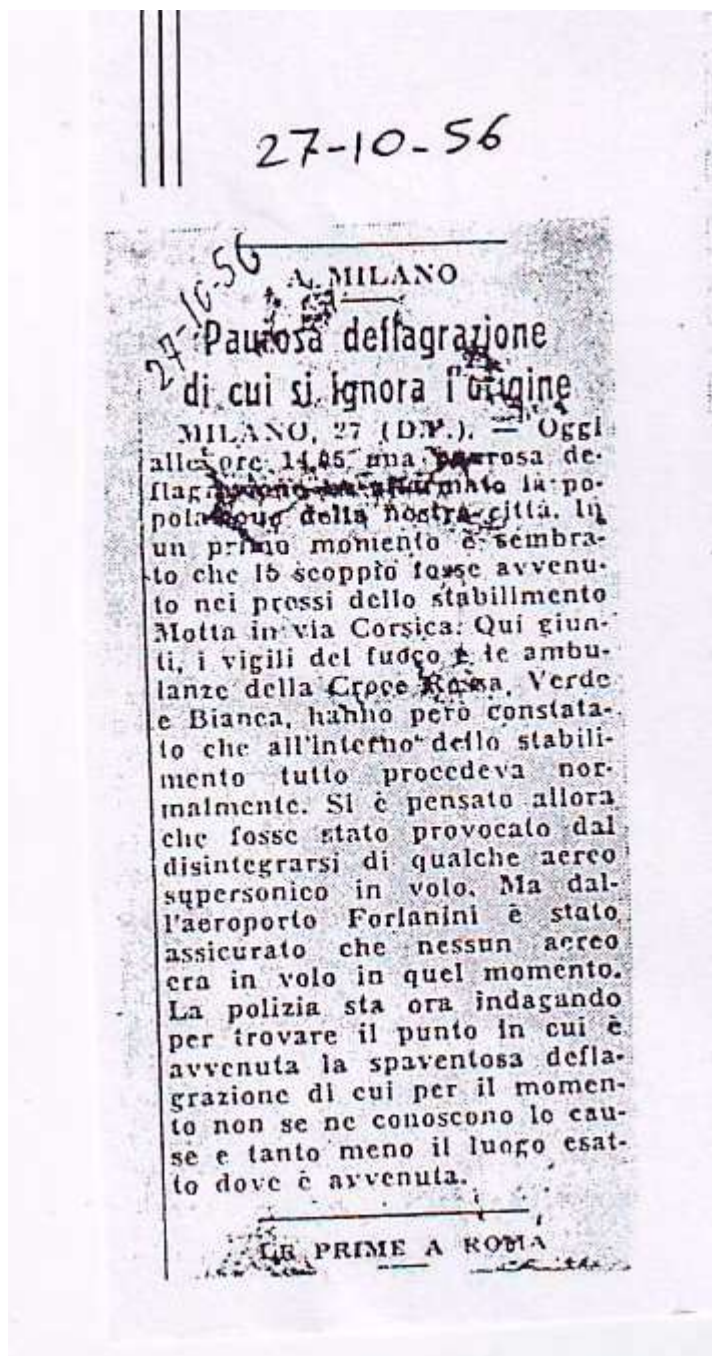 27-10-56
27-10-56
A MILANO
Paurosa deflagrazione
di cui si ignora l'origine
MILANO, 27 (D.P.). — Oggi
alle ore 14,05 una paurosa de-
flagrazione ha allarmato la po-
polazione della nostra città. In
un primo momento è sembra-
to che lo scoppio fosse avvenu-
to nei pressi dello stabilimento
Motta in via Corsica. Qui giun-
ti, i vigili del fuoco e le ambu-
lanze della Croce Rossa, Verde
e Bianca, hanno però constata-
to che all'interno dello stabili-
mento tutto procedeva nor-
malmente. Si è pensato allora
che fosse stato provocato dal
disintegrarsi di qualche aereo
supersonico in volo. Ma dal-
l'aeroporto Forlanini è stato
assicurato che nessun aereo
era in volo in quel momento.
La polizia sta ora indagando
per trovare il punto in cui è
avvenuta la spaventosa defla-
grazione di cui per il momen-
to non se ne conoscono le cau-
se e tanto meno il luogo esat-
to dove è avvenuta.
LE PRIME A ROMA